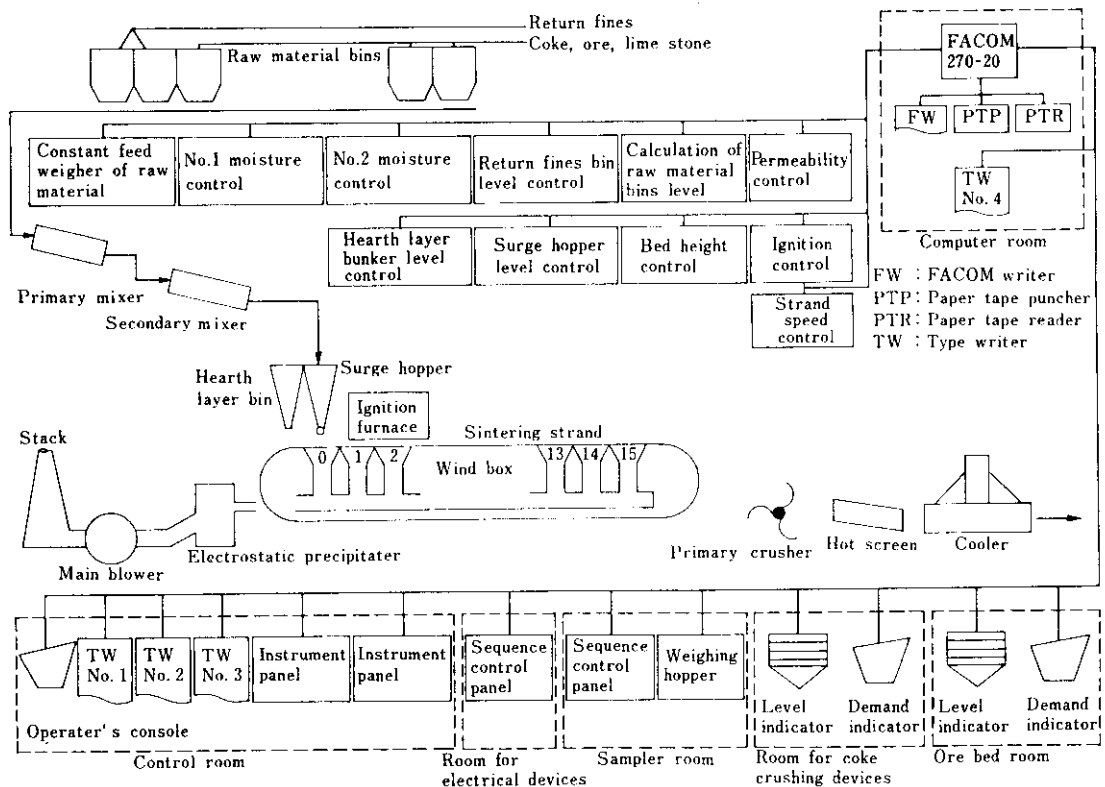 Return fines
Coke, ore, lime stone
Raw material bins
FACOM
270-20
FW
PTP
PTR
TW
No. 4
Computer room
Constant feed
weigher of raw
material
No.1 moisture
control
No.2 moisture
control
Return fines bin
level control
Calculation of
raw material
bins level
Permeability
control
Hearth layer
bunker level
control
Surge hopper
level control
Bed height
control
Ignition
control
Strand
speed
control
FW : FACOM writer
PTP : Paper tape puncher
PTR : Paper tape reader
TW : Type writer
Primary mixer
Secondary mixer
Hearth
layer bin
Surge hopper
Ignition
furnace
Sintering strand
Stack
0
1
2
Wind box
13
14
15
Electrostatic precipitater
Main blower
Primary crusher
Hot screen
Cooler
TW
No. 1
TW
No. 2
TW
No. 3
Instrument
panel
Instrument
panel
Sequence
control
panel
Sequence
control
panel
Weighing
hopper
Level
indicator
Demand
indicator
Level
indicator
Demand
indicator
Operater's console
Control room
Room for
electrical devices
Sampler room
Room for coke
crushing devices
Ore bed room